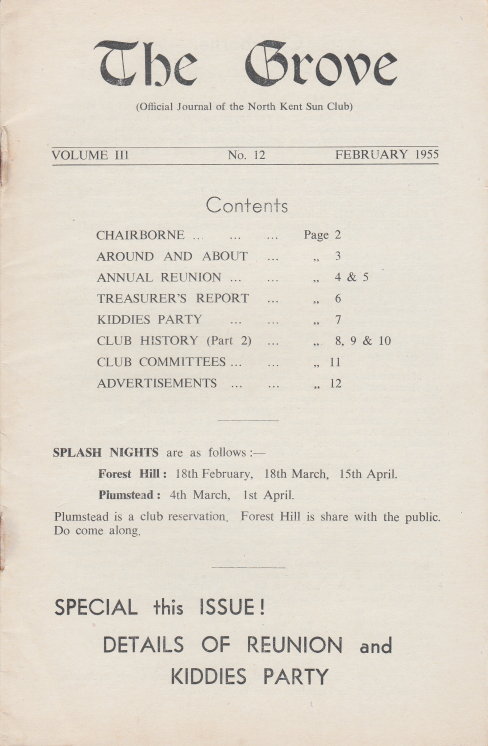 The Grove
(Official Journal of the North Kent Sun Club)
VOLUME III No. 12 FEBRUARY 1955
Contents
CHAIRBORNE ... ... ... Page 2
AROUND AND ABOUT ... „ 3
ANNUAL REUNION ... ... „ 4 & 5
TREASURER'S REPORT ... „ 6
KIDDIES PARTY ... ... „ 7
CLUB HISTORY (Part 2) ... „ 8, 9 & 10
CLUB COMMITTEES ... ... „ 11
ADVERTISEMENTS ... ... „ 12
SPLASH NIGHTS are as follows :—
Forest Hill : 18th February, 18th March, 15th April.
Plumstead : 4th March, 1st April.
Plumstead is a club reservation, Forest Hill is share with the public.
Do come along.
SPECIAL this ISSUE !
DETAILS OF REUNION and
KIDDIES PARTY